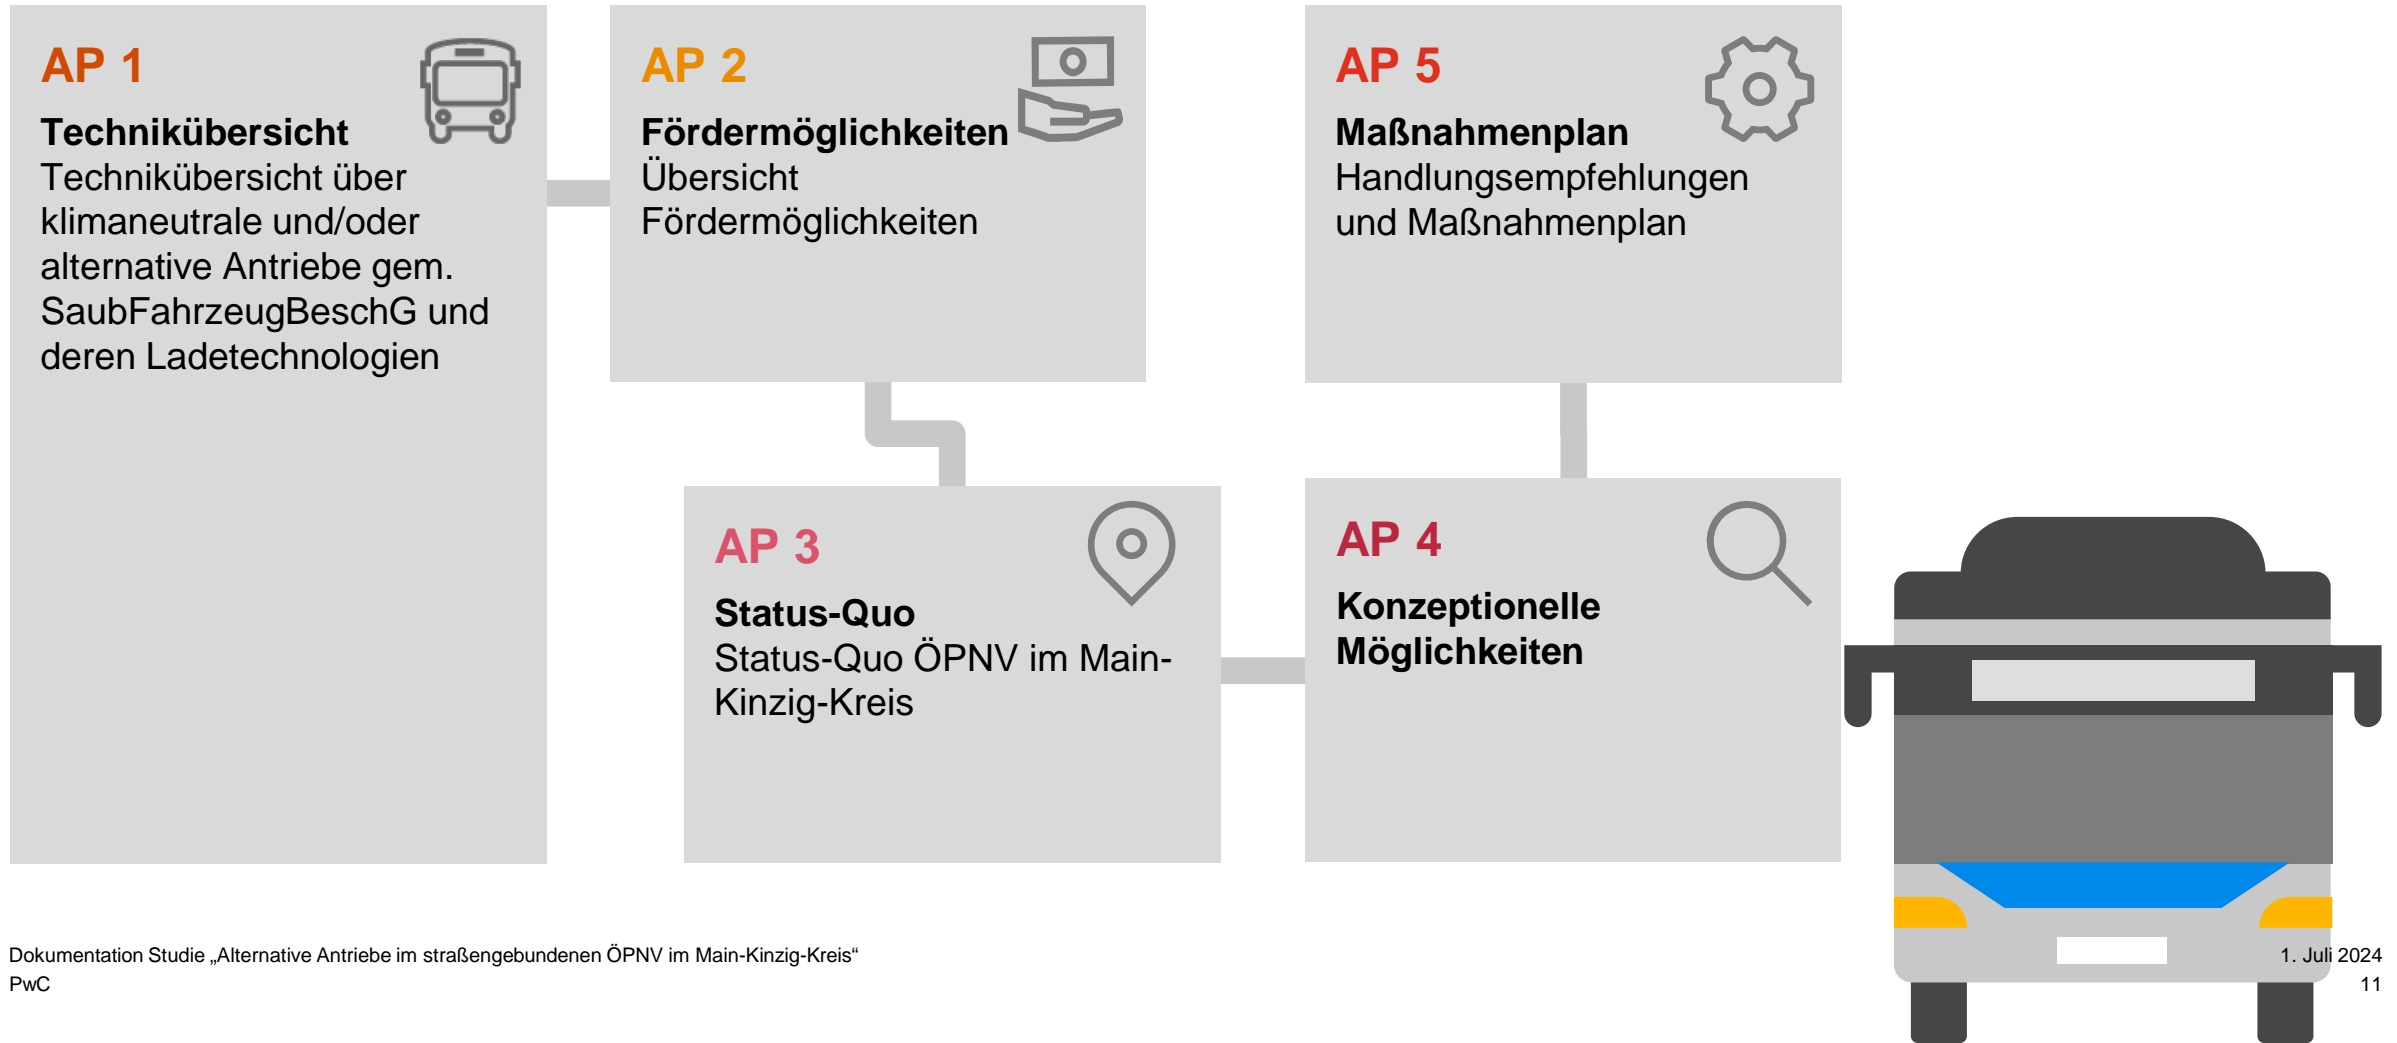 AP 1
Technikübersicht
Technikübersicht über
klimaneutrale und/oder
alternative Antriebe gem.
SaubFahrzeugBeschG und
deren Ladetechnologien
AP 2
Fördermöglichkeiten
Übersicht
Fördermöglichkeiten
AP 3
Status-Quo
Status-Quo ÖPNV im Main-
Kinzig-Kreis
AP 4
Konzeptionelle
Möglichkeiten
AP 5
Maßnahmenplan
Handlungsempfehlungen
und Maßnahmenplan
Dokumentation Studie „Alternative Antriebe im straßengebundenen ÖPNV im Main-Kinzig-Kreis“
PwC
1. Juli 2024
11